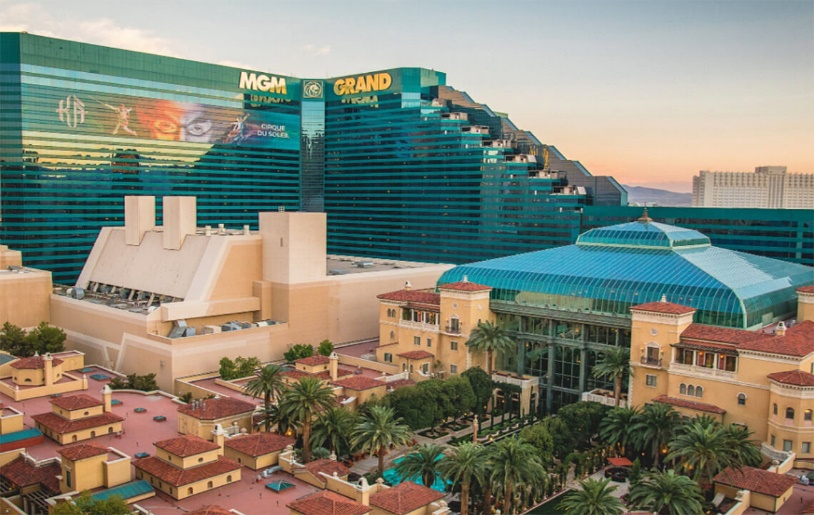 MGM GRAND
KÀ
CIRQUE
DU SOLEIL